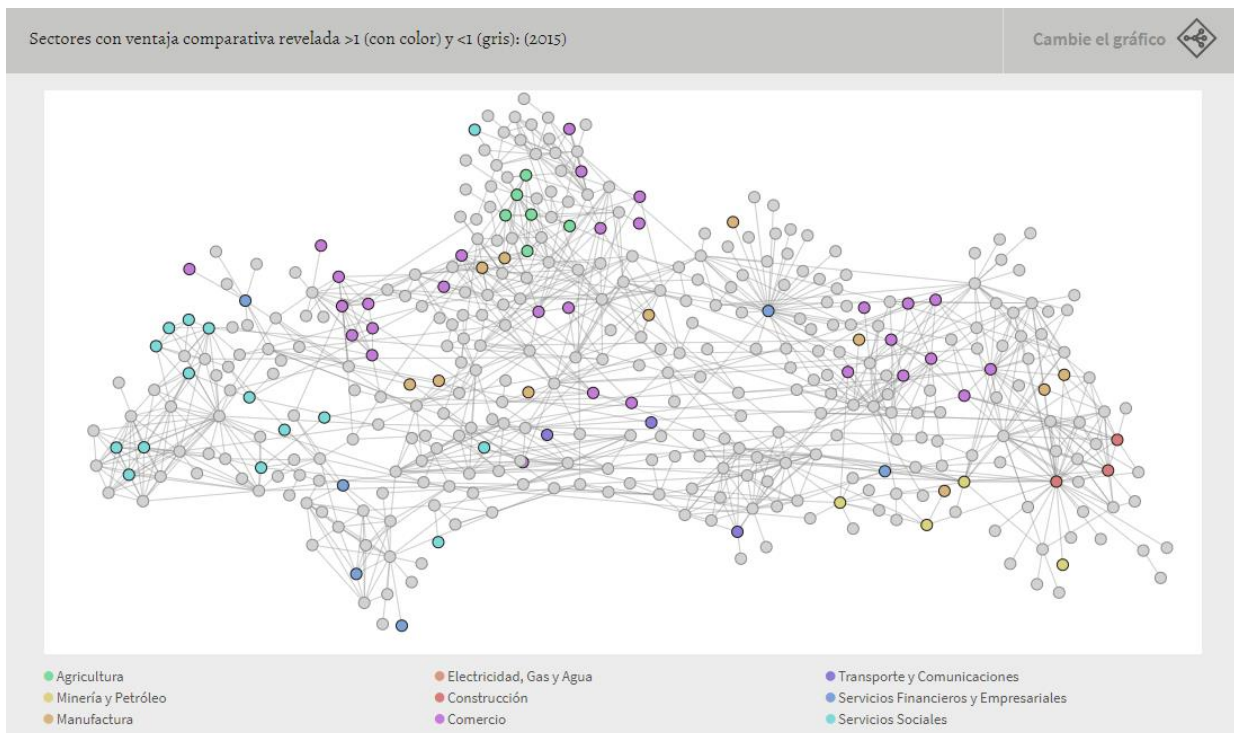 Sectores con ventaja comparativa revelada >1 (con color) y <1 (gris): (2015)
Cambie el gráfico
Agricultura
Electricidad, Gas y Agua
Transporte y Comunicaciones
Minería y Petróleo
Construcción
Servicios Financieros y Empresariales
Manufactura
Comercio
Servicios Sociales